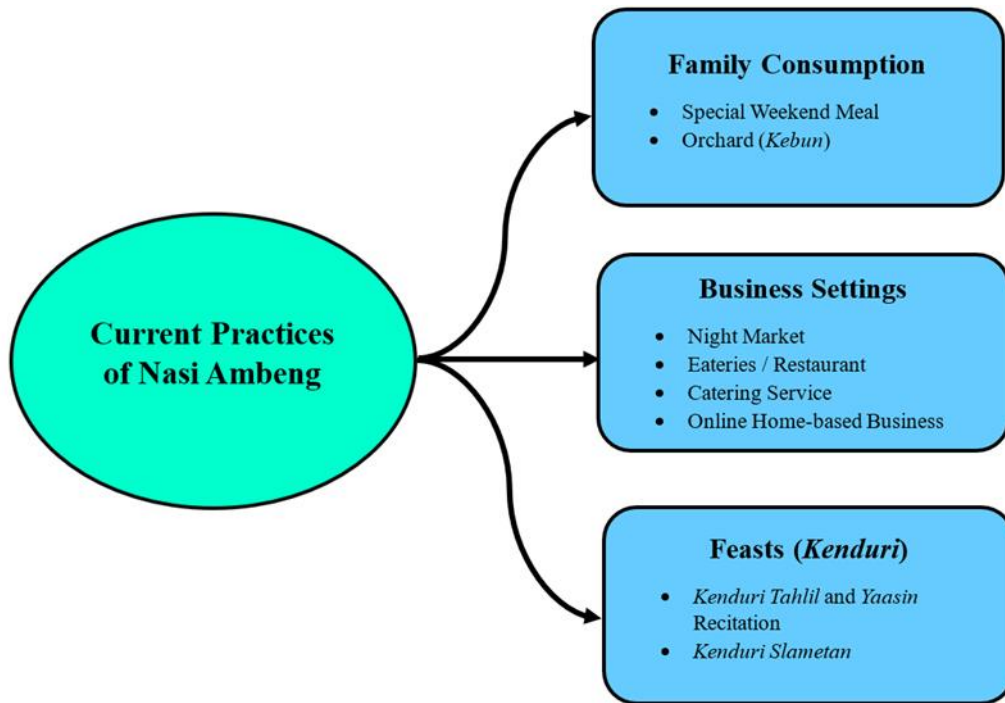 Current Practices
of Nasi Ambeng
Family Consumption
• Special Weekend Meal
• Orchard (Kebun)
Business Settings
• Night Market
• Eateries / Restaurant
• Catering Service
• Online Home-based Business
Feasts (Kenduri)
• Kenduri Tahlil and Yaasin
Recitation
• Kenduri Slametan